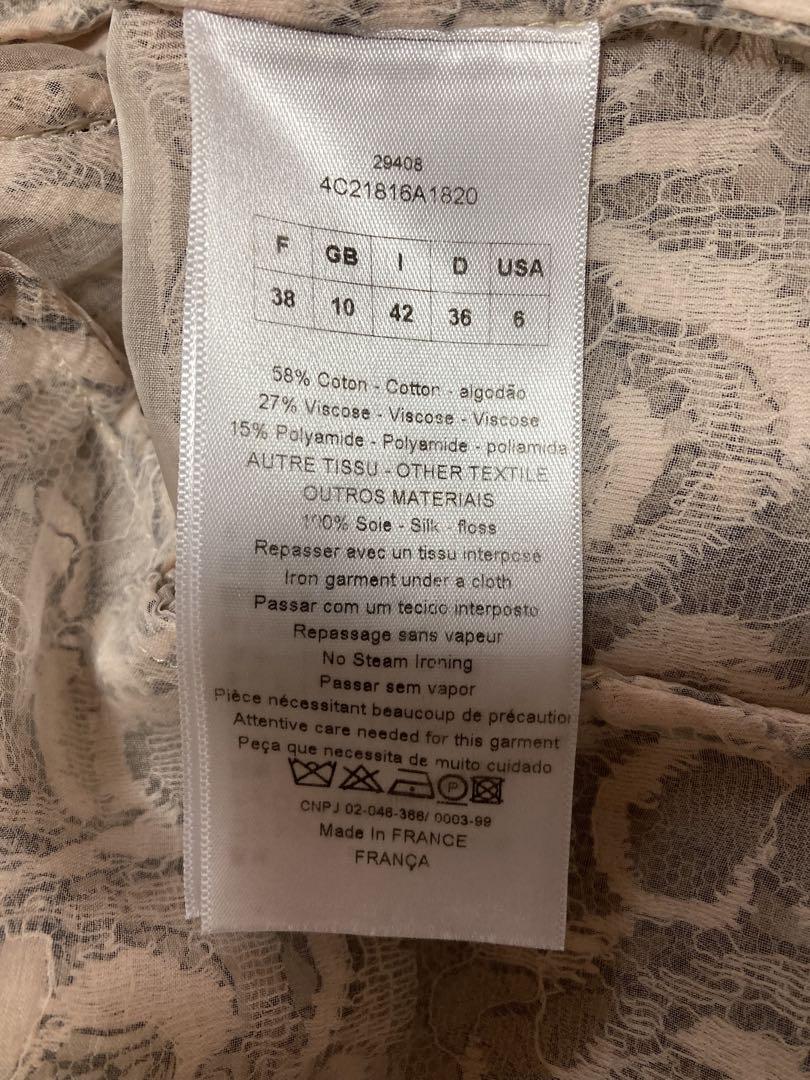 29408
4C21816A1820
F GB I D USA
38 10 42 36 6
58% Coton - Cotton - algodão
27% Viscose - Viscose - Viscose
15% Polyamide - Polyamide - poliamida
AUTRE TISSU - OTHER TEXTILE
OUTROS MATERIAIS
100% Soie - Silk - floss
Repasser avec un tissu interposé
Iron garment under a cloth
Passar com um tecido interposto
Repassage sans vapeur
No Steam Ironing
Passar sem vapor
Pièce nécessitant beaucoup de précaution
Attentive care needed for this garment
Peça que necessita de muito cuidado
P
CNPJ 02-046-368/ 0003-99
Made In FRANCE
FRANÇA